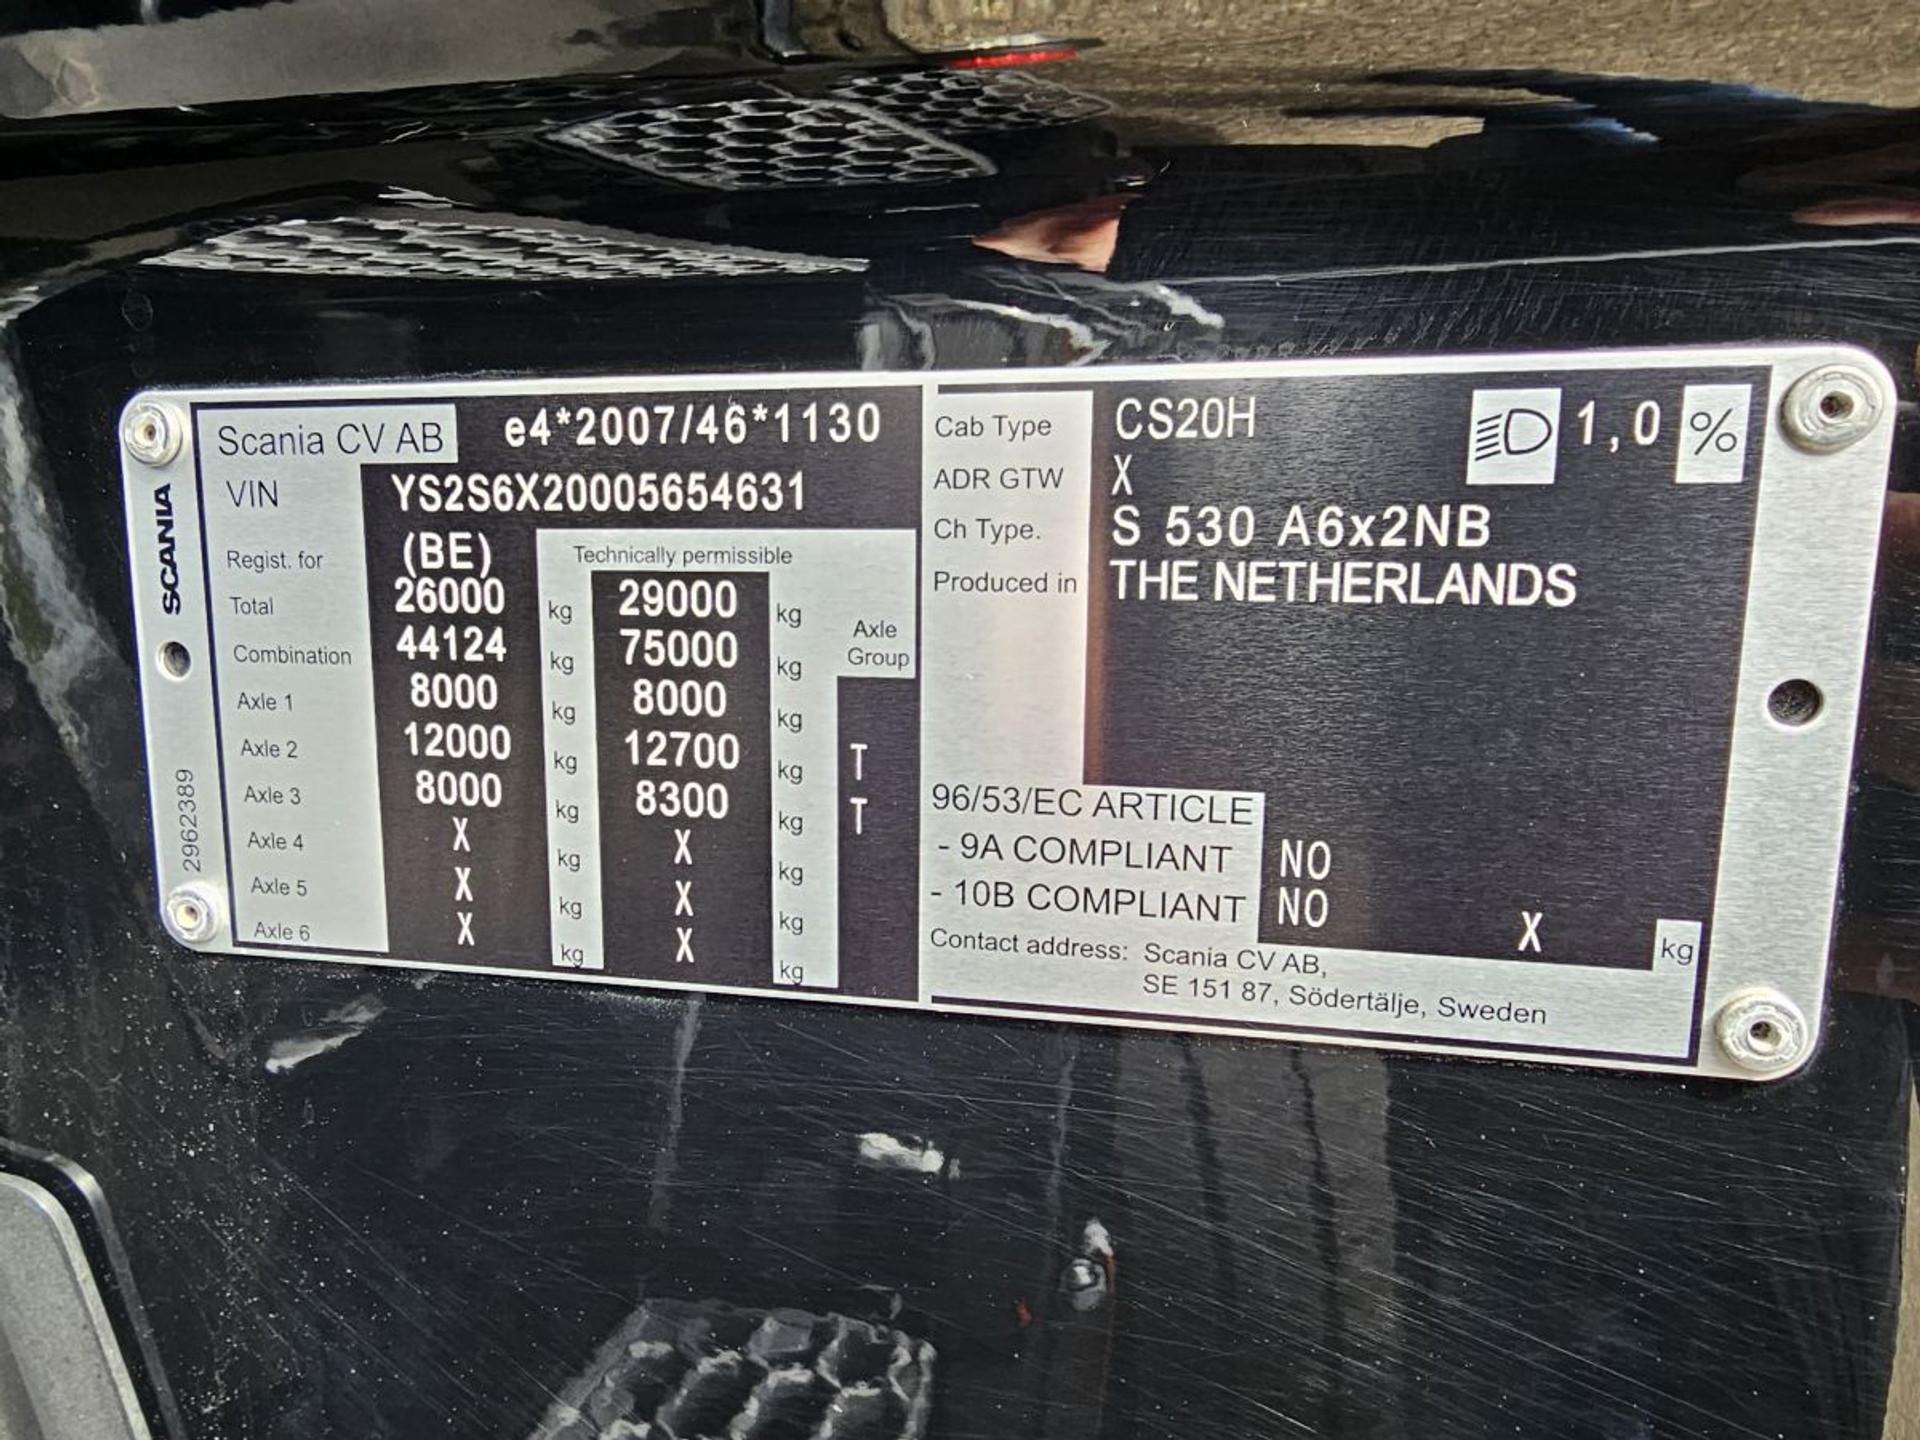 Scania CV AB e4*2007/46*1130
VIN YS2S6X20005654631
Regist. for (BE) Technically permissible
Total 26000 kg 29000 kg
Combination 44124 kg 75000 kg Axle Group
Axle 1 8000 kg 8000 kg
Axle 2 12000 kg 12700 kg T
Axle 3 8000 kg 8300 kg T
Axle 4 X kg X kg
Axle 5 X kg X kg
Axle 6 X kg X kg
SCANIA
2962389
Cab Type CS20H 1,0 %
ADR GTW X
Ch Type. S 530 A6x2NB
Produced in THE NETHERLANDS
96/53/EC ARTICLE
- 9A COMPLIANT NO
- 10B COMPLIANT NO X kg
Contact address: Scania CV AB,
SE 151 87, Södertälje, Sweden